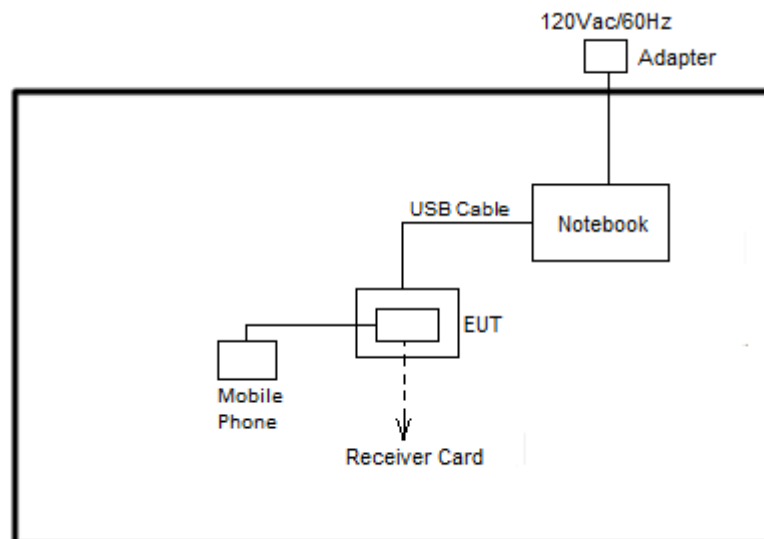 120Vac/60Hz
Adapter
USB Cable
Notebook
EUT
Mobile
Phone
Receiver Card